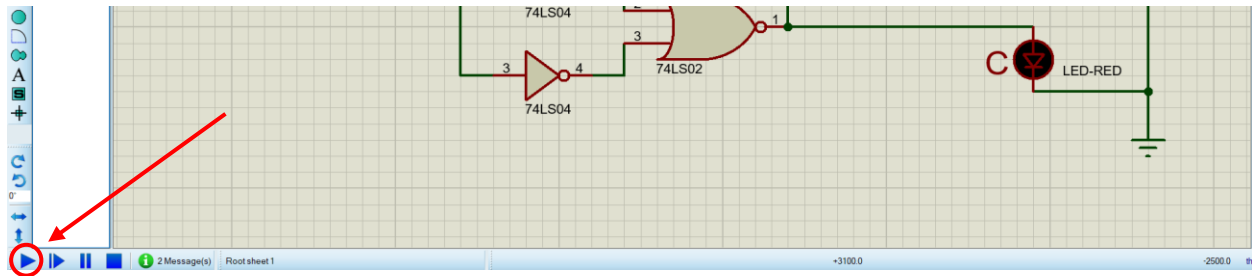 74LS04
2
1
3
74LS02
3
4
74LS04
C
LED-RED
A
S
0°
2 Message(s)
Root sheet 1
+3100.0
-2500.0
th